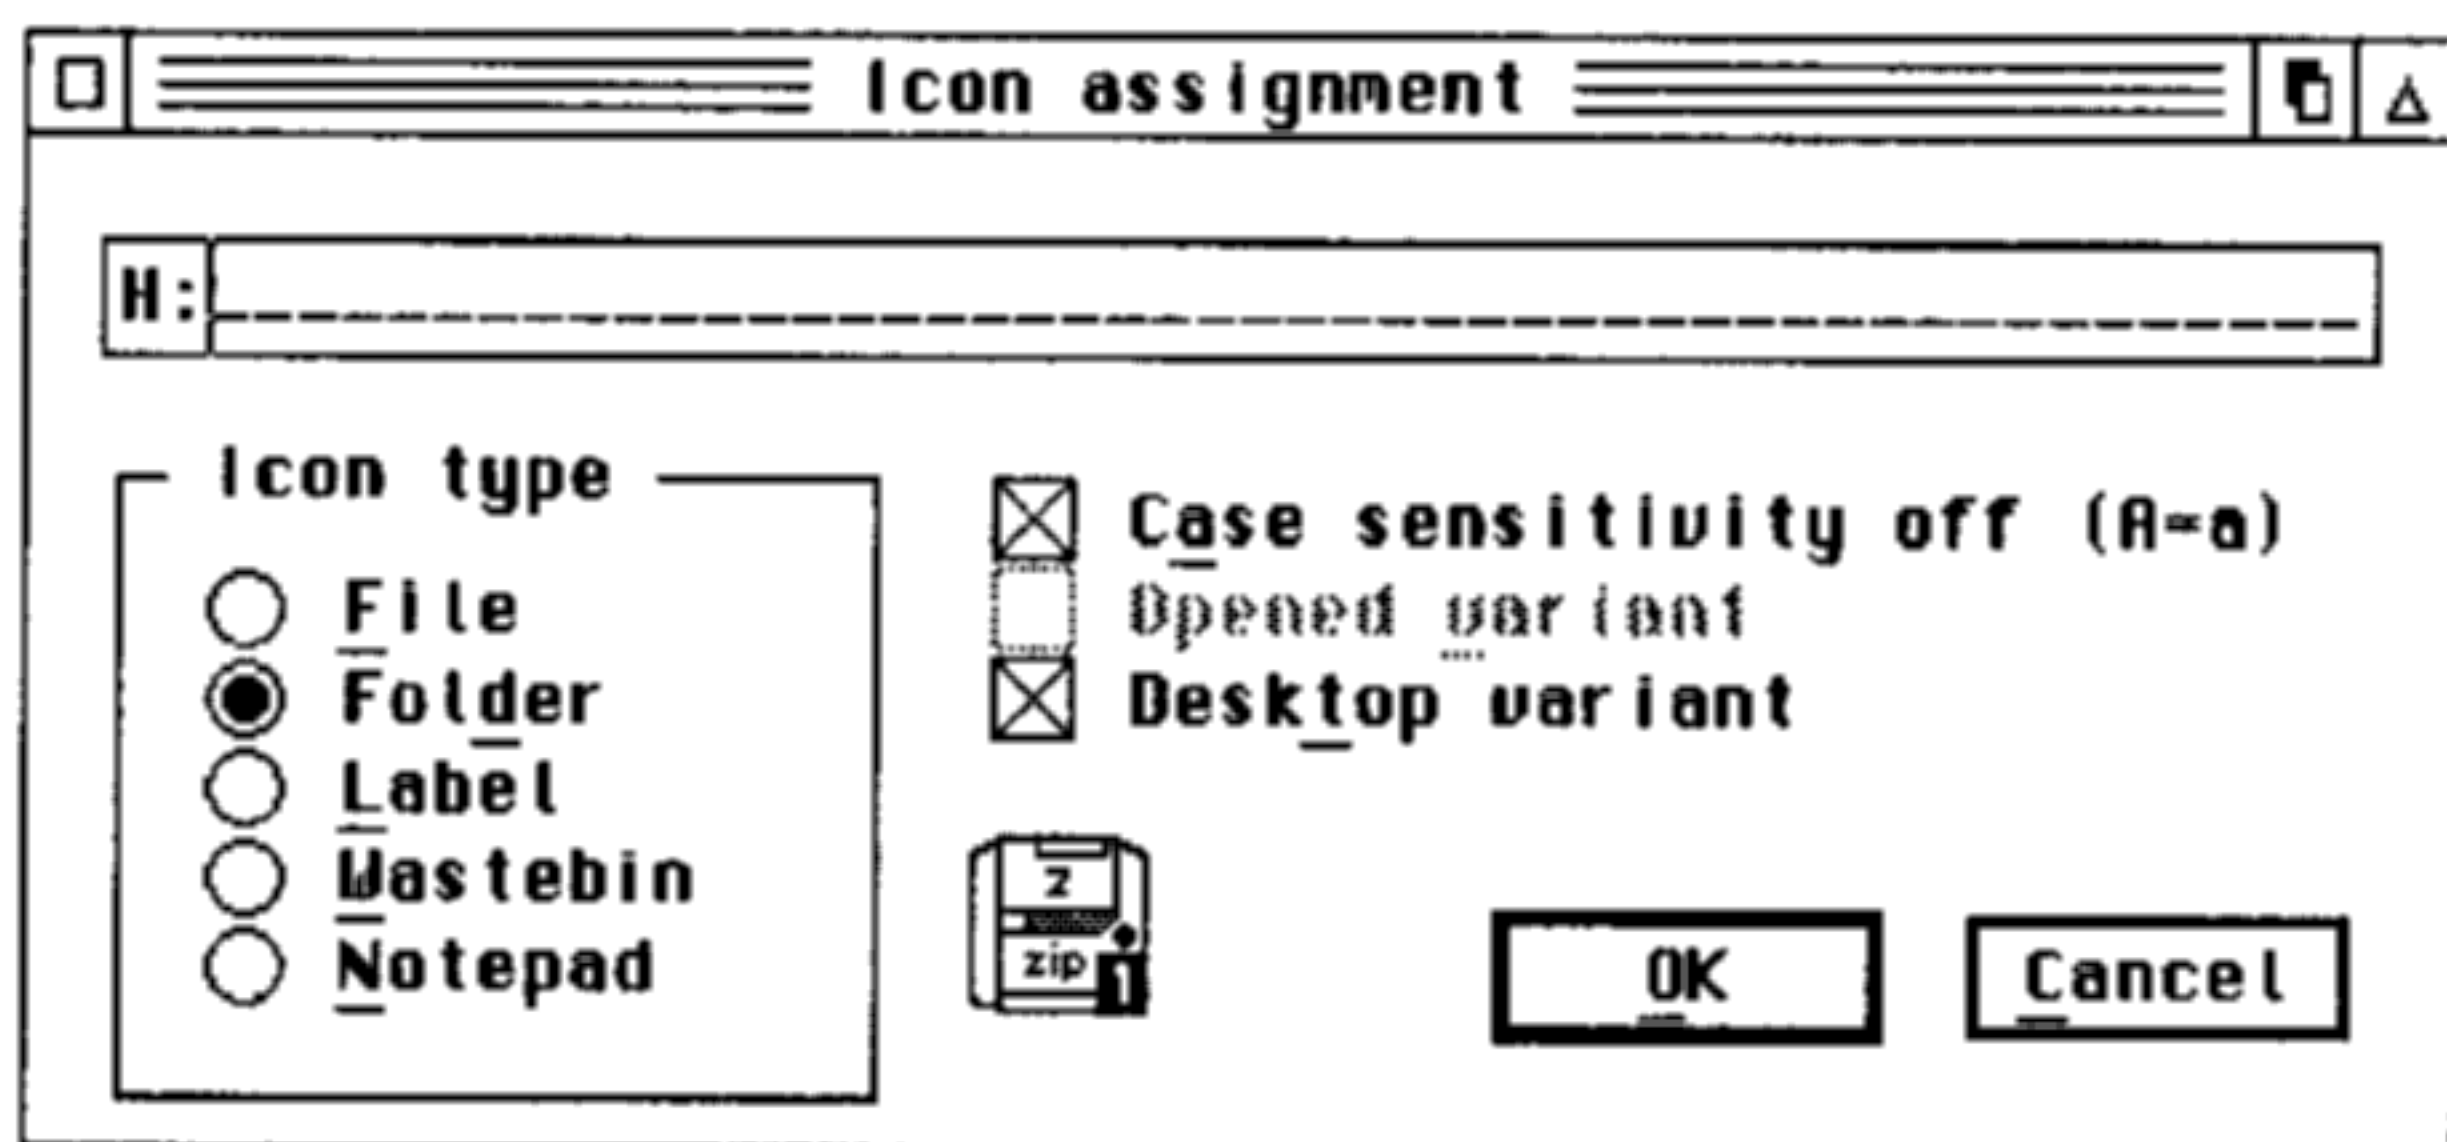 Icon assignment
H:
Icon type
File
Folder
Label
Wastebin
Notepad
Case sensitivity off (A=a)
Opened variant
Desktop variant
z
zip
OK
Cancel